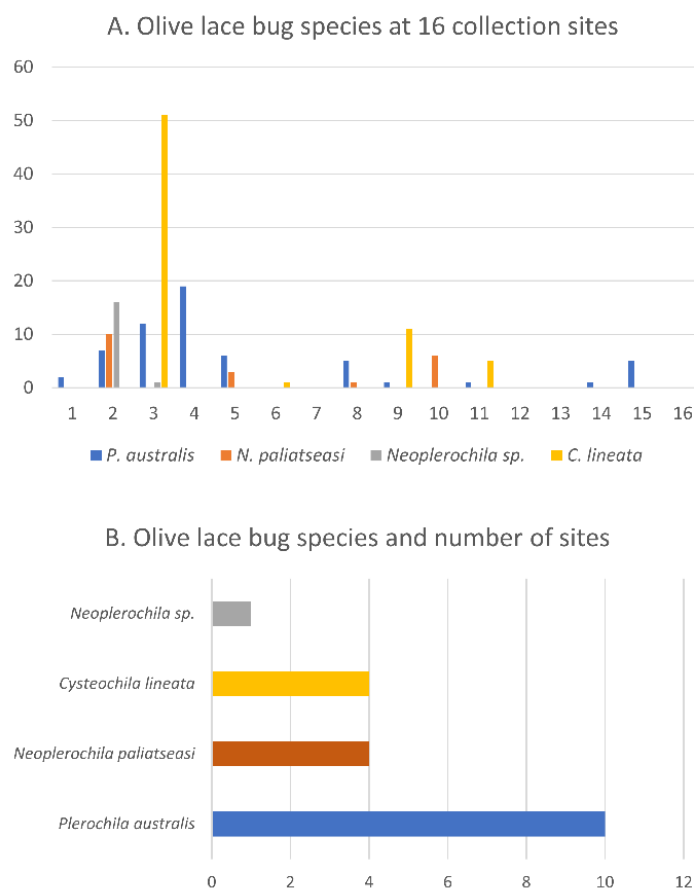 A. Olive lace bug species at 16 collection sites
60
50
40
30
20
10
0
1 2 3 4 5 6 7 8 9 10 11 12 13 14 15 16
P. australis N. paliatseasi Neoplerochila sp. C. lineata
B. Olive lace bug species and number of sites
Neoplerochila sp.
Cysteochila lineata
Neoplerochila paliatseasi
Plerochila australis
0 2 4 6 8 10 12